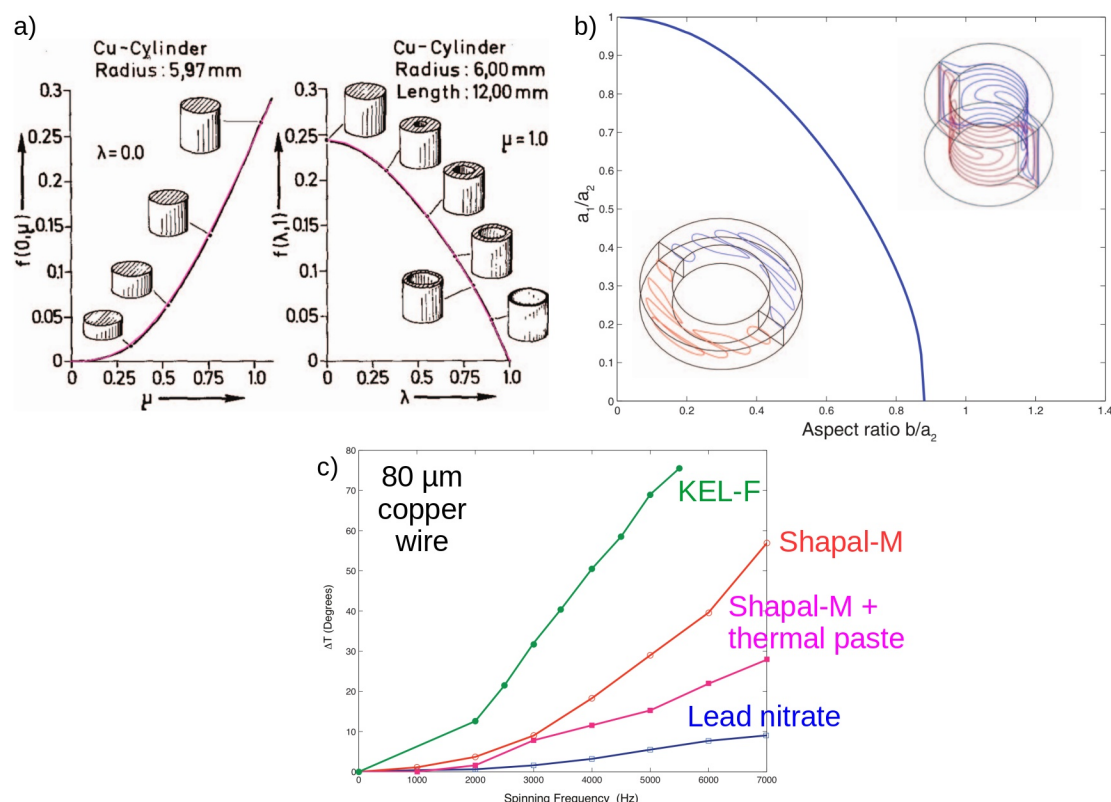 a)
Cu-Cylinder
Radius: 5,97 mm
Cu-Cylinder
Radius: 6,00 mm
Length: 12,00 mm
0.3
0.25
0.2
0.15
0.1
0.05
0
f(0,μ)
λ=0.0
0 0.25 0.5 0.75 1.0
μ
0.3
0.25
0.2
0.15
0.1
0.05
0
f(λ,1)
μ=1.0
0 0.25 0.5 0.75 1.0
λ
b)
1
0.9
0.8
0.7
0.6
0.5
0.4
0.3
0.2
0.1
0
a₁/a₂
0 0.2 0.4 0.6 0.8 1 1.2 1.4
Aspect ratio b/a₂
c)
80 μm
copper
wire
KEL-F
Shapal-M
Shapal-M +
thermal paste
Lead nitrate
80
70
60
50
40
30
20
10
0
ΔT (Degrees)
0 1000 2000 3000 4000 5000 6000 7000
Spinning Frequency (Hz)